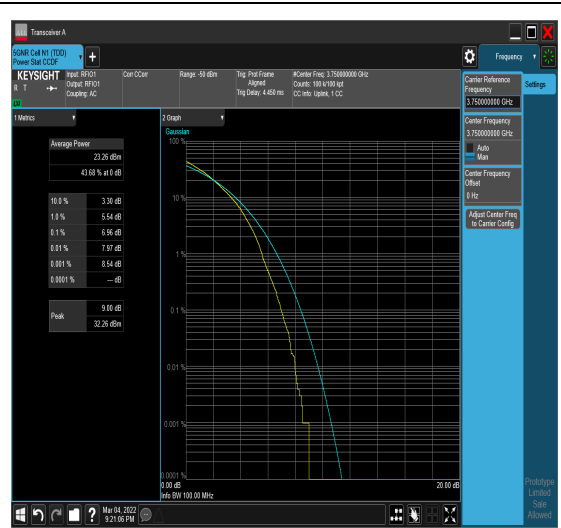 Transceiver A
5GNR Cell N1 (TDD)
Power Stat CCDF
KEYSIGHT
R T
LV
Input: RFIO1
Output: RFIO1
Coupling: AC
Corr CCorr
Range: -50 dBm
Trig: Prdt Frame
Aligned
Trig Delay: 4.450 ms
#Center Freq: 3.750000000 GHz
Counts: 100 k/100 kpt
CC Info: Uplink, 1 CC
1 Metrics
Average Power
23.26 dBm
43.68 % at 0 dB
10.0 % 3.30 dB
1.0 % 5.54 dB
0.1 % 6.96 dB
0.01 % 7.97 dB
0.001 % 8.54 dB
0.0001 % --- dB
Peak
9.00 dB
32.26 dBm
2 Graph
Gaussian
100 %
10 %
1 %
0.1 %
0.01 %
0.001 %
0.0001 %
0.00 dB 20.00 dB
Info BW 100.00 MHz
Frequency
Settings
Carrier Reference
Frequency
3.750000000 GHz
Center Frequency
3.750000000 GHz
Auto
Man
Center Frequency
Offset
0 Hz
Adjust Center Freq
to Carrier Config
Prototype
Limited
Sale
Allowed
Mar 04, 2022
9:21:06 PM